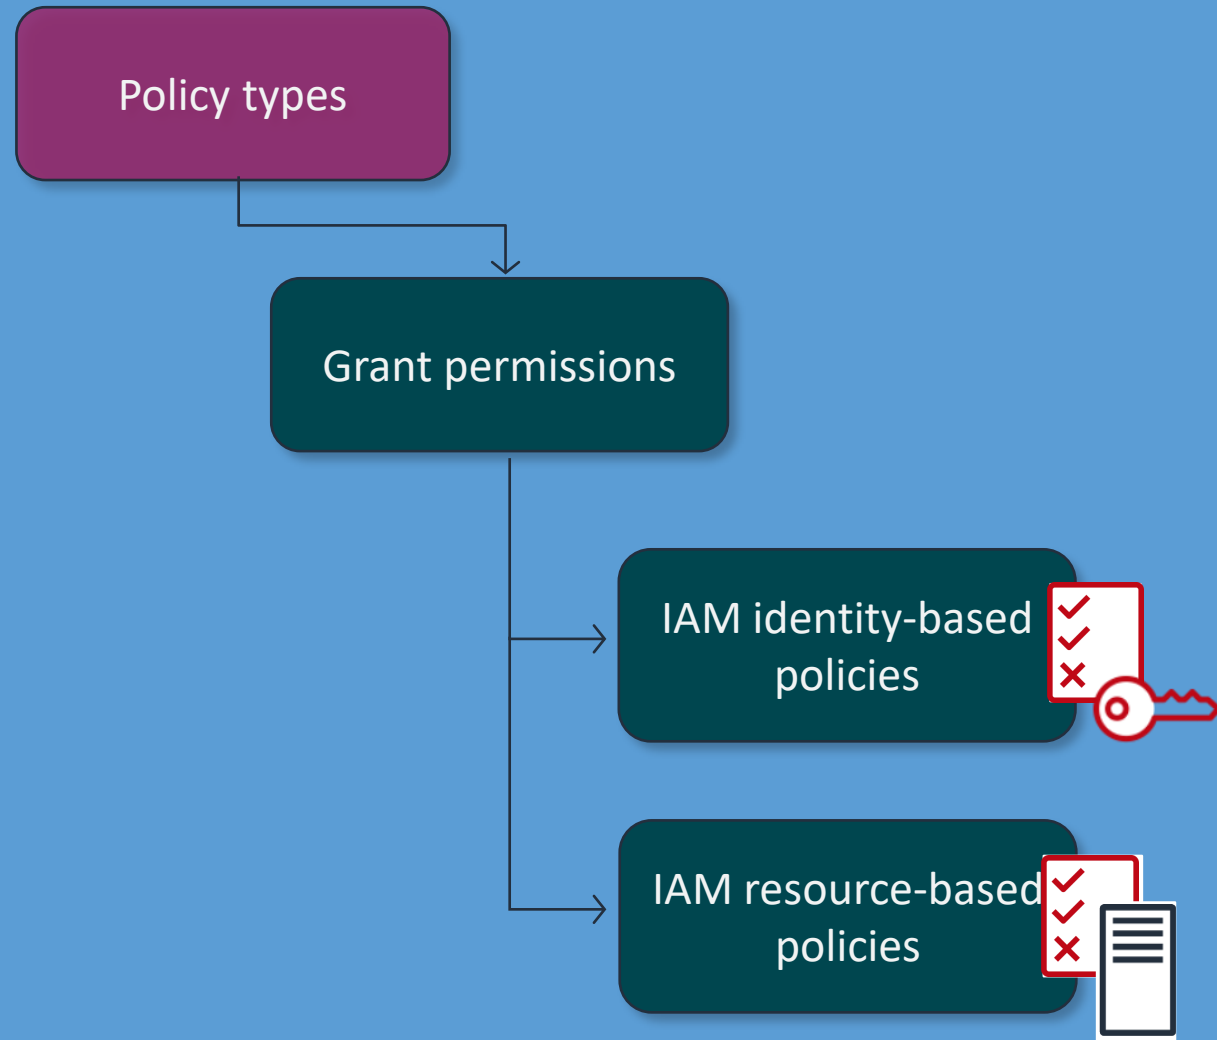 Policy types
Grant permissions
IAM identity-based
policies
IAM resource-based
policies